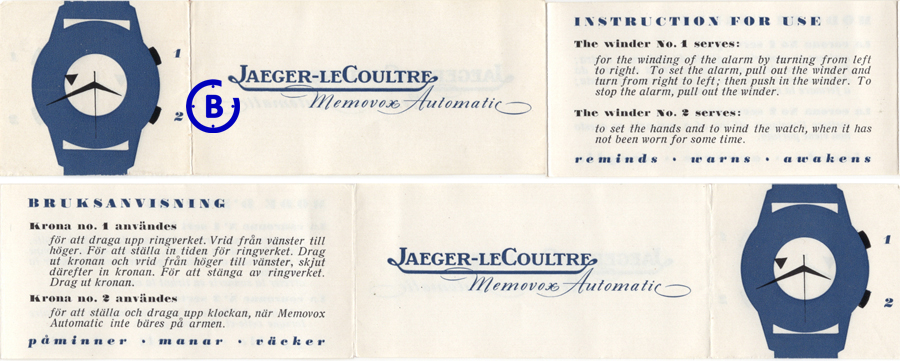 1
2
B
JAEGER-LECOULTRE
Memovox Automatic
INSTRUCTION FOR USE
The winder No. 1 serves:
for the winding of the alarm by turning from left
to right. To set the alarm, pull out the winder and
turn from right to left; then push in the winder. To
stop the alarm, pull out the winder.
The winder No. 2 serves:
to set the hands and to wind the watch, when it has
not been worn for some time.
reminds · warns · awakens
BRUKSANVISNING
Krona no. 1 användes
för att draga upp ringverket. Vrid från vänster till
höger. För att ställa in tiden för ringverket. Drag
ut kronan och vrid från höger till vänster, skjut
därefter in kronan. För att stänga av ringverket.
Drag ut kronan.
Krona no. 2 användes
för att ställa och draga upp klockan, när Memovox
Automatic inte bäres på armen.
påminner · manar · väcker
JAEGER-LECOULTRE
Memovox Automatic
1
2